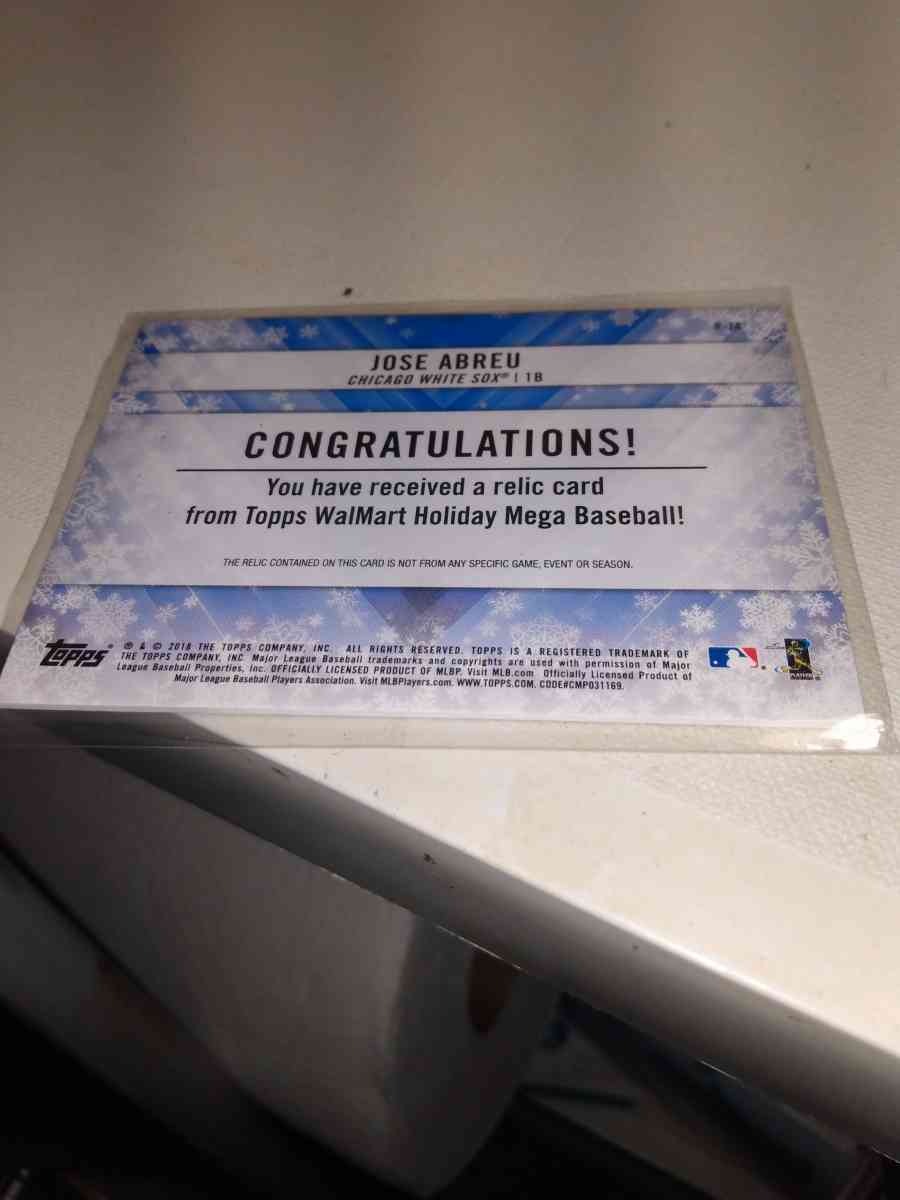 R-JA
JOSE ABREU
CHICAGO WHITE SOX® | 1B
CONGRATULATIONS!
You have received a relic card
from Topps WalMart Holiday Mega Baseball!
THE RELIC CONTAINED ON THIS CARD IS NOT FROM ANY SPECIFIC GAME, EVENT OR SEASON.
topps®
® & © 2018 THE TOPPS COMPANY, INC. ALL RIGHTS RESERVED. TOPPS IS A REGISTERED TRADEMARK OF
THE TOPPS COMPANY, INC. Major League Baseball trademarks and copyrights are used with permission of Major
League Baseball Properties, Inc. OFFICIALLY LICENSED PRODUCT OF MLBP. Visit MLB.com Officially Licensed Product of
Major League Baseball Players Association. Visit MLBPlayers.com. WWW.TOPPS.COM. CODE#CMP031169.
PLAYERS